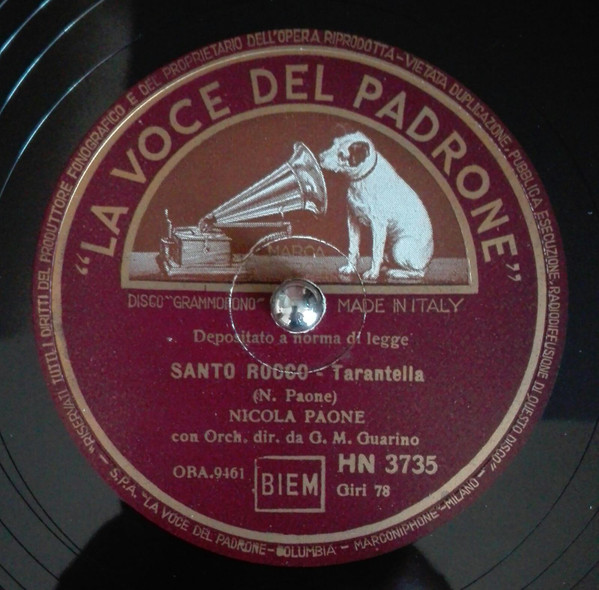 "RISERVATI TUTTI I DIRITTI DEL PRODUTTORE FONOGRAFICO E DEL PROPRIETARIO DELL'OPERA RIPRODOTTA-VIETATA DUPLICAZIONE, PUBBLICA ESECUZIONE, RADIODIFFUSIONE DI QUESTO DISCO"
"LA VOCE DEL PADRONE"
MARCA
DISCO "GRAMMOFONO" MADE IN ITALY
Depositato a norma di legge
SANTO ROCCO - Tarantella
(N. Paone)
NICOLA PAONE
con Orch. dir. da G. M. Guarino
OBA.9461 BIEM HN 3735
Giri 78
S.P.A. "LA VOCE DEL PADRONE-COLUMBIA-MARCONIPHONE"-MILANO-